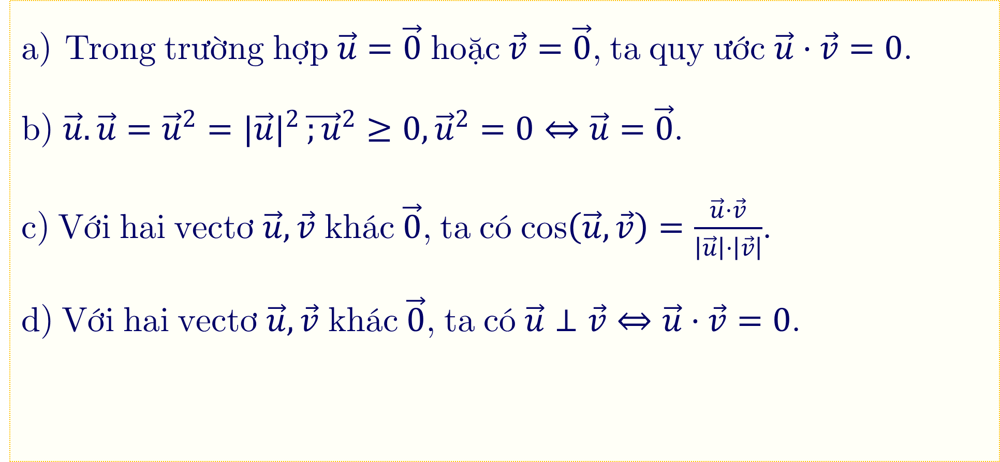 a) Trong trường hợp \(\vec{u} = \vec{0}\) hoặc \(\vec{v} = \vec{0}\), ta quy ước \(\vec{u} \cdot \vec{v} = 0\).
b) \(\vec{u}.\vec{u} = \vec{u}^2 = |\vec{u}|^2 \overrightarrow{;u}^2 \geq 0, \vec{u}^2 = 0 \Leftrightarrow \vec{u} = \vec{0}\).
c) Với hai vectơ \(\vec{u}, \vec{v}\) khác \(\vec{0}\), ta có \(\cos(\vec{u}, \vec{v}) = \frac{\vec{u} \cdot \vec{v}}{|\vec{u}| \cdot |\vec{v}|}\).
d) Với hai vectơ \(\vec{u}, \vec{v}\) khác \(\vec{0}\), ta có \(\vec{u} \perp \vec{v} \Leftrightarrow \vec{u} \cdot \vec{v} = 0\).